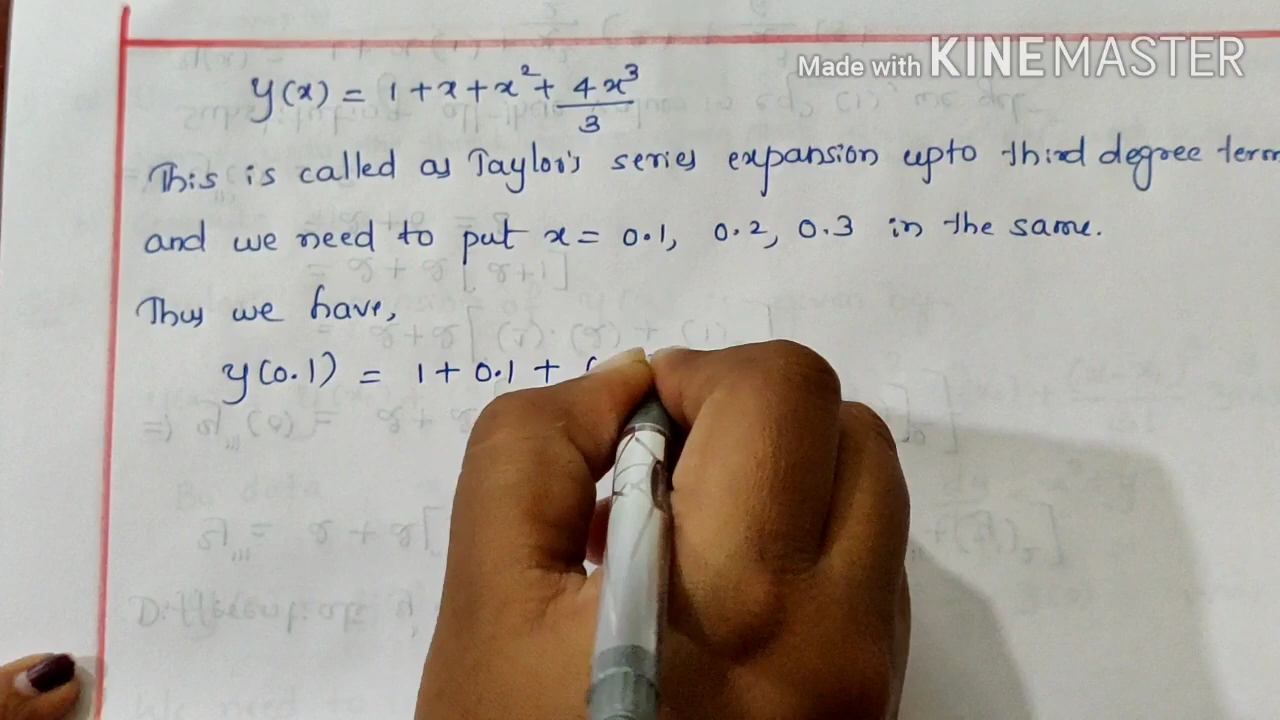 Made with KINEMASTER
y(x) = 1 + x + x² + 4x³/3
This is called as Taylor's series expansion upto third degree term
and we need to put x = 0.1, 0.2, 0.3 in the same.
Thus we have,
y(0.1) = 1 + 0.1 + (